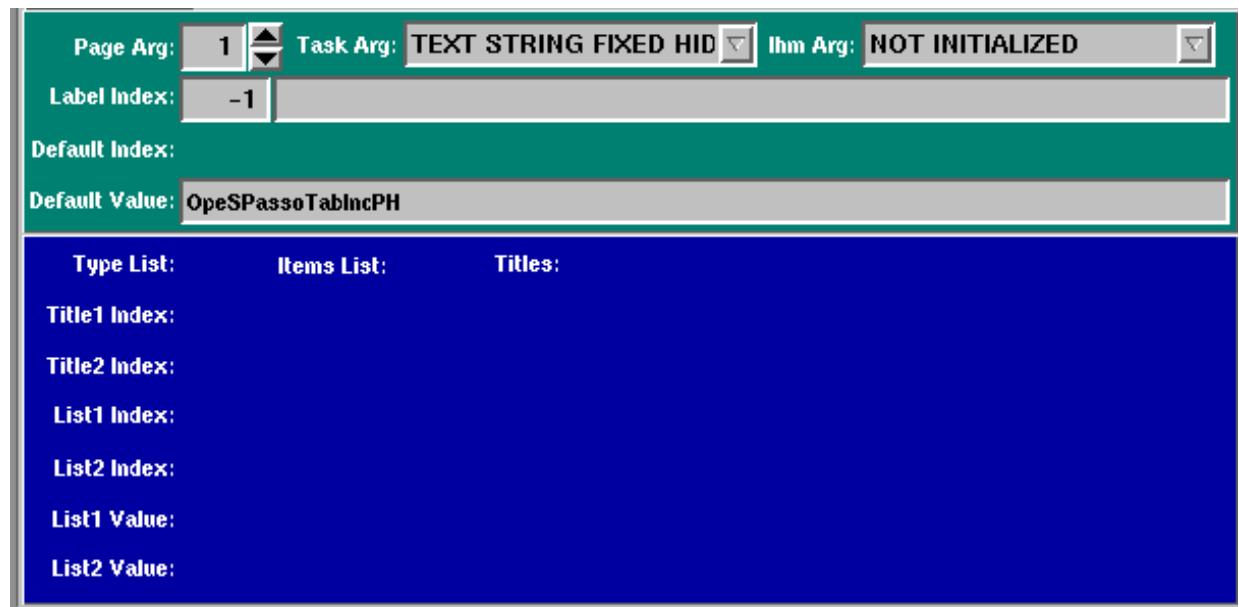 Page Arg: 1 Task Arg: TEXT STRING FIXED HID Ihm Arg: NOT INITIALIZED
Label Index: -1
Default Index:
Default Value: OpeSPassoTabIncPH
Type List: Items List: Titles:
Title1 Index:
Title2 Index:
List1 Index:
List2 Index:
List1 Value:
List2 Value: